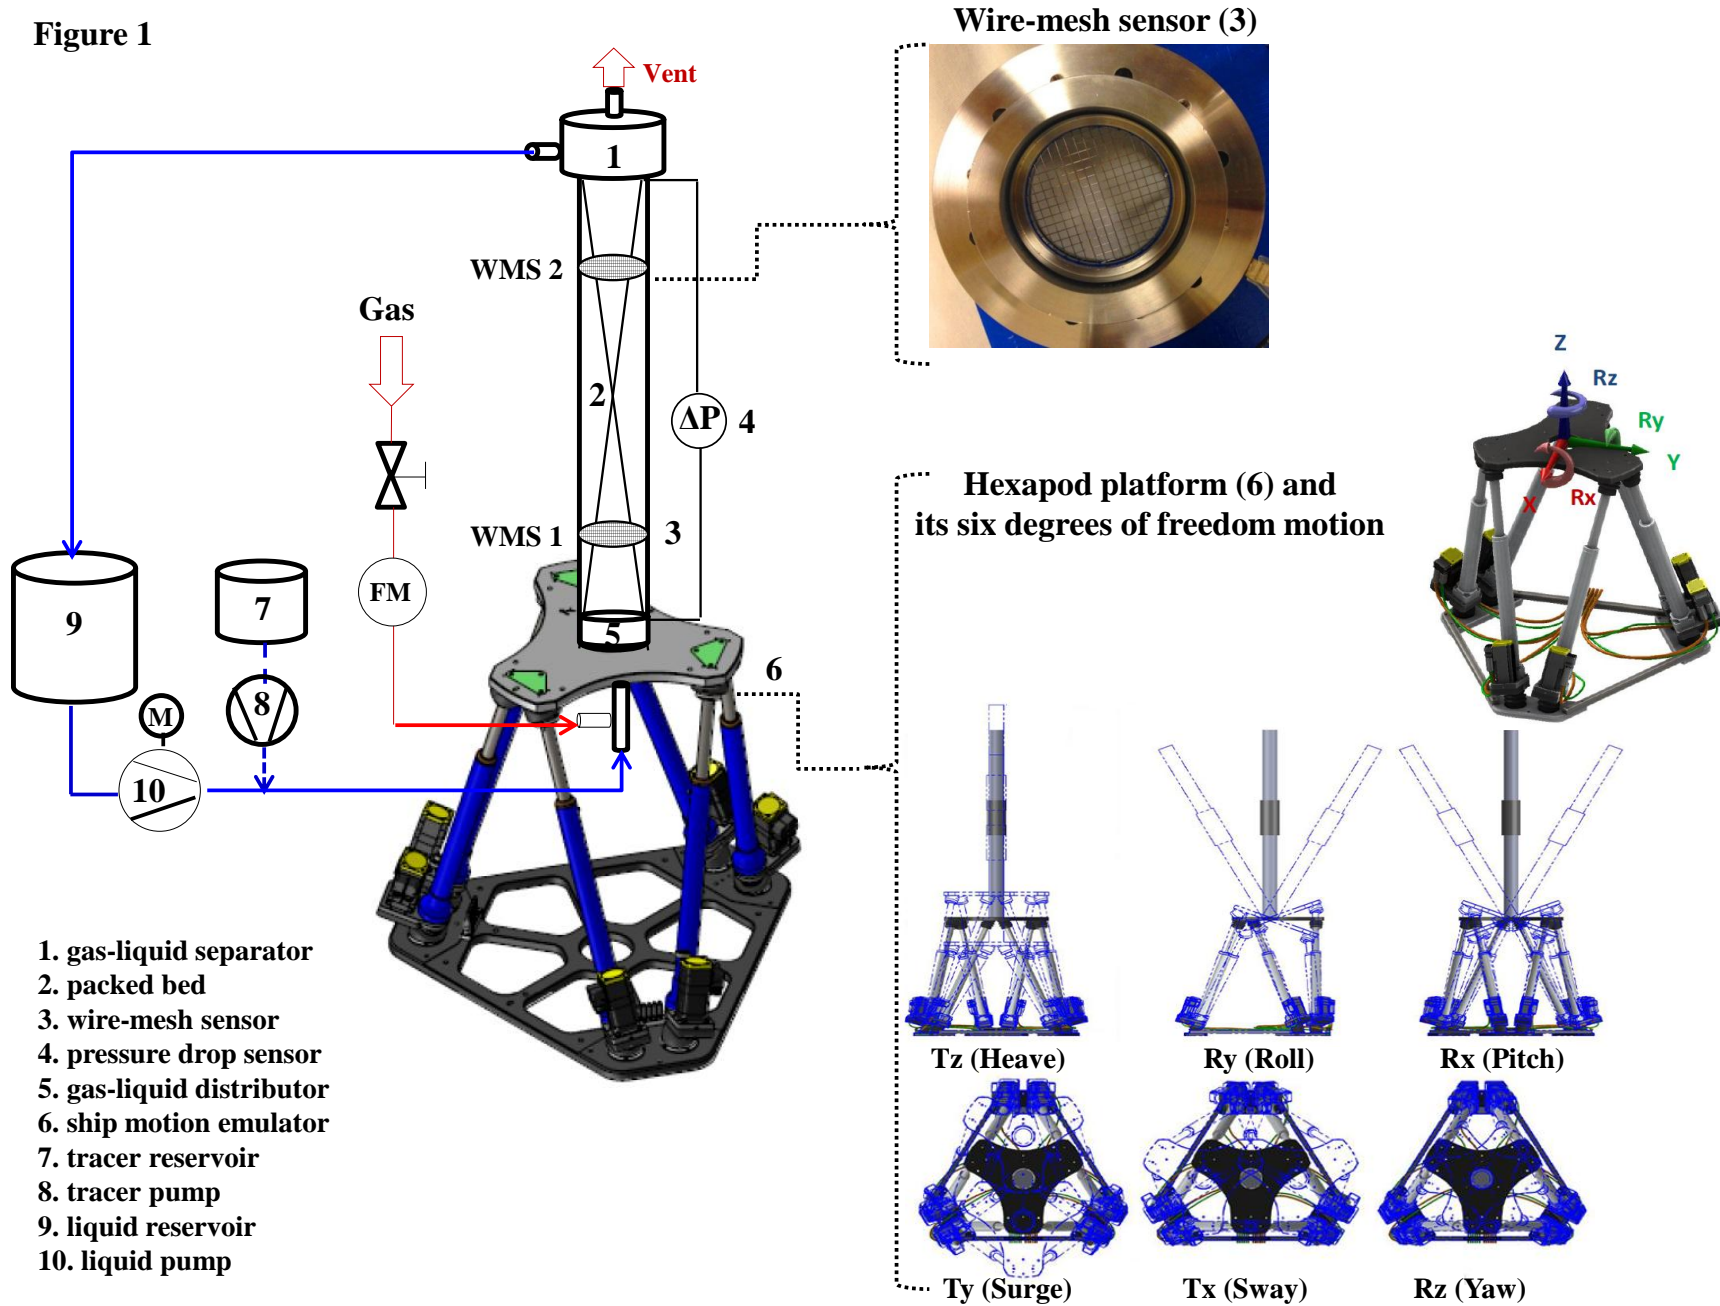 Figure 1
Wire-mesh sensor (3)
Vent
1
WMS 2
Gas
2
ΔP
4
Z
Rz
Ry
Y
X
Rx
Hexapod platform (6) and
its six degrees of freedom motion
WMS 1
3
FM
9
7
5
6
8
M
10
1. gas-liquid separator
2. packed bed
3. wire-mesh sensor
4. pressure drop sensor
5. gas-liquid distributor
6. ship motion emulator
7. tracer reservoir
8. tracer pump
9. liquid reservoir
10. liquid pump
Tz (Heave)
Ry (Roll)
Rx (Pitch)
Ty (Surge)
Tx (Sway)
Rz (Yaw)